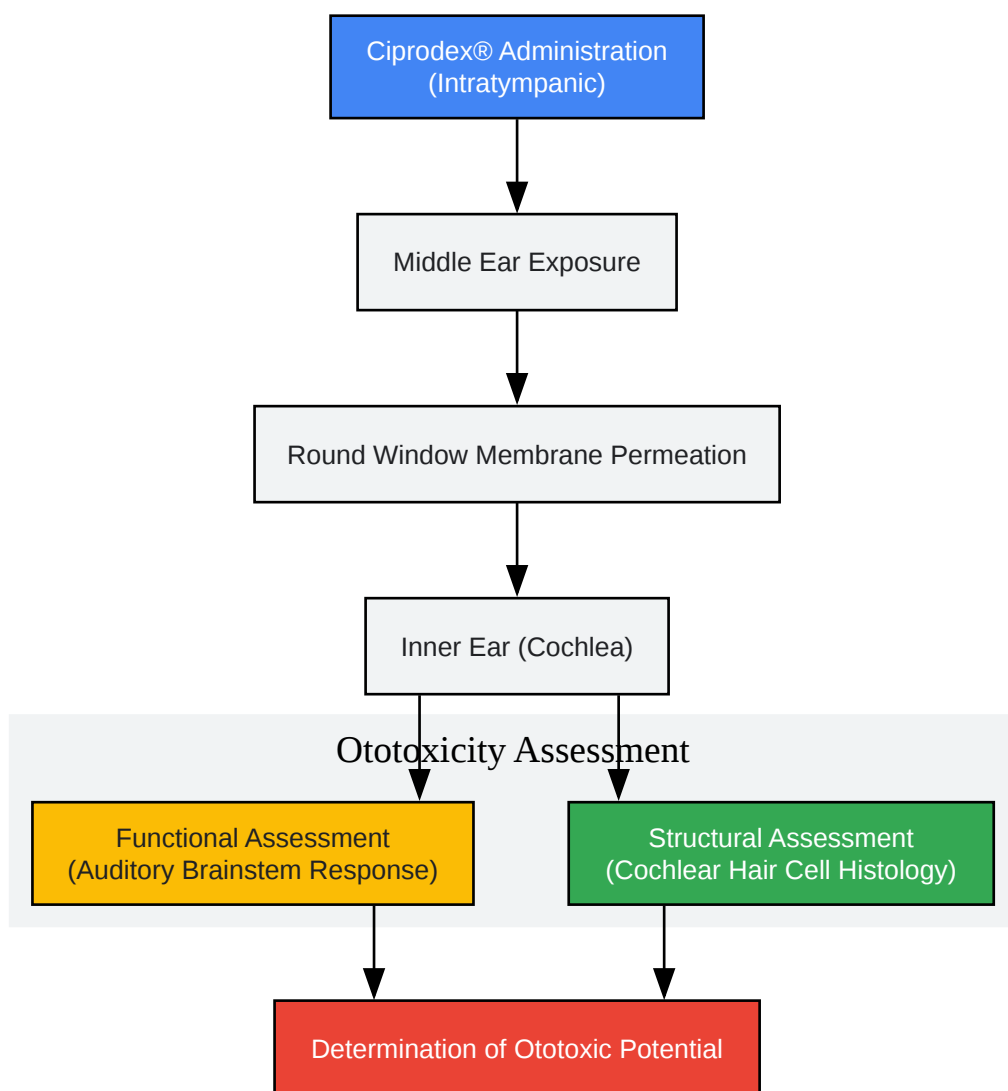 Ciprodex® Administration
(Intratympanic)
Middle Ear Exposure
Round Window Membrane Permeation
Inner Ear (Cochlea)
Ototoxicity Assessment
Functional Assessment
(Auditory Brainstem Response)
Structural Assessment
(Cochlear Hair Cell Histology)
Determination of Ototoxic Potential